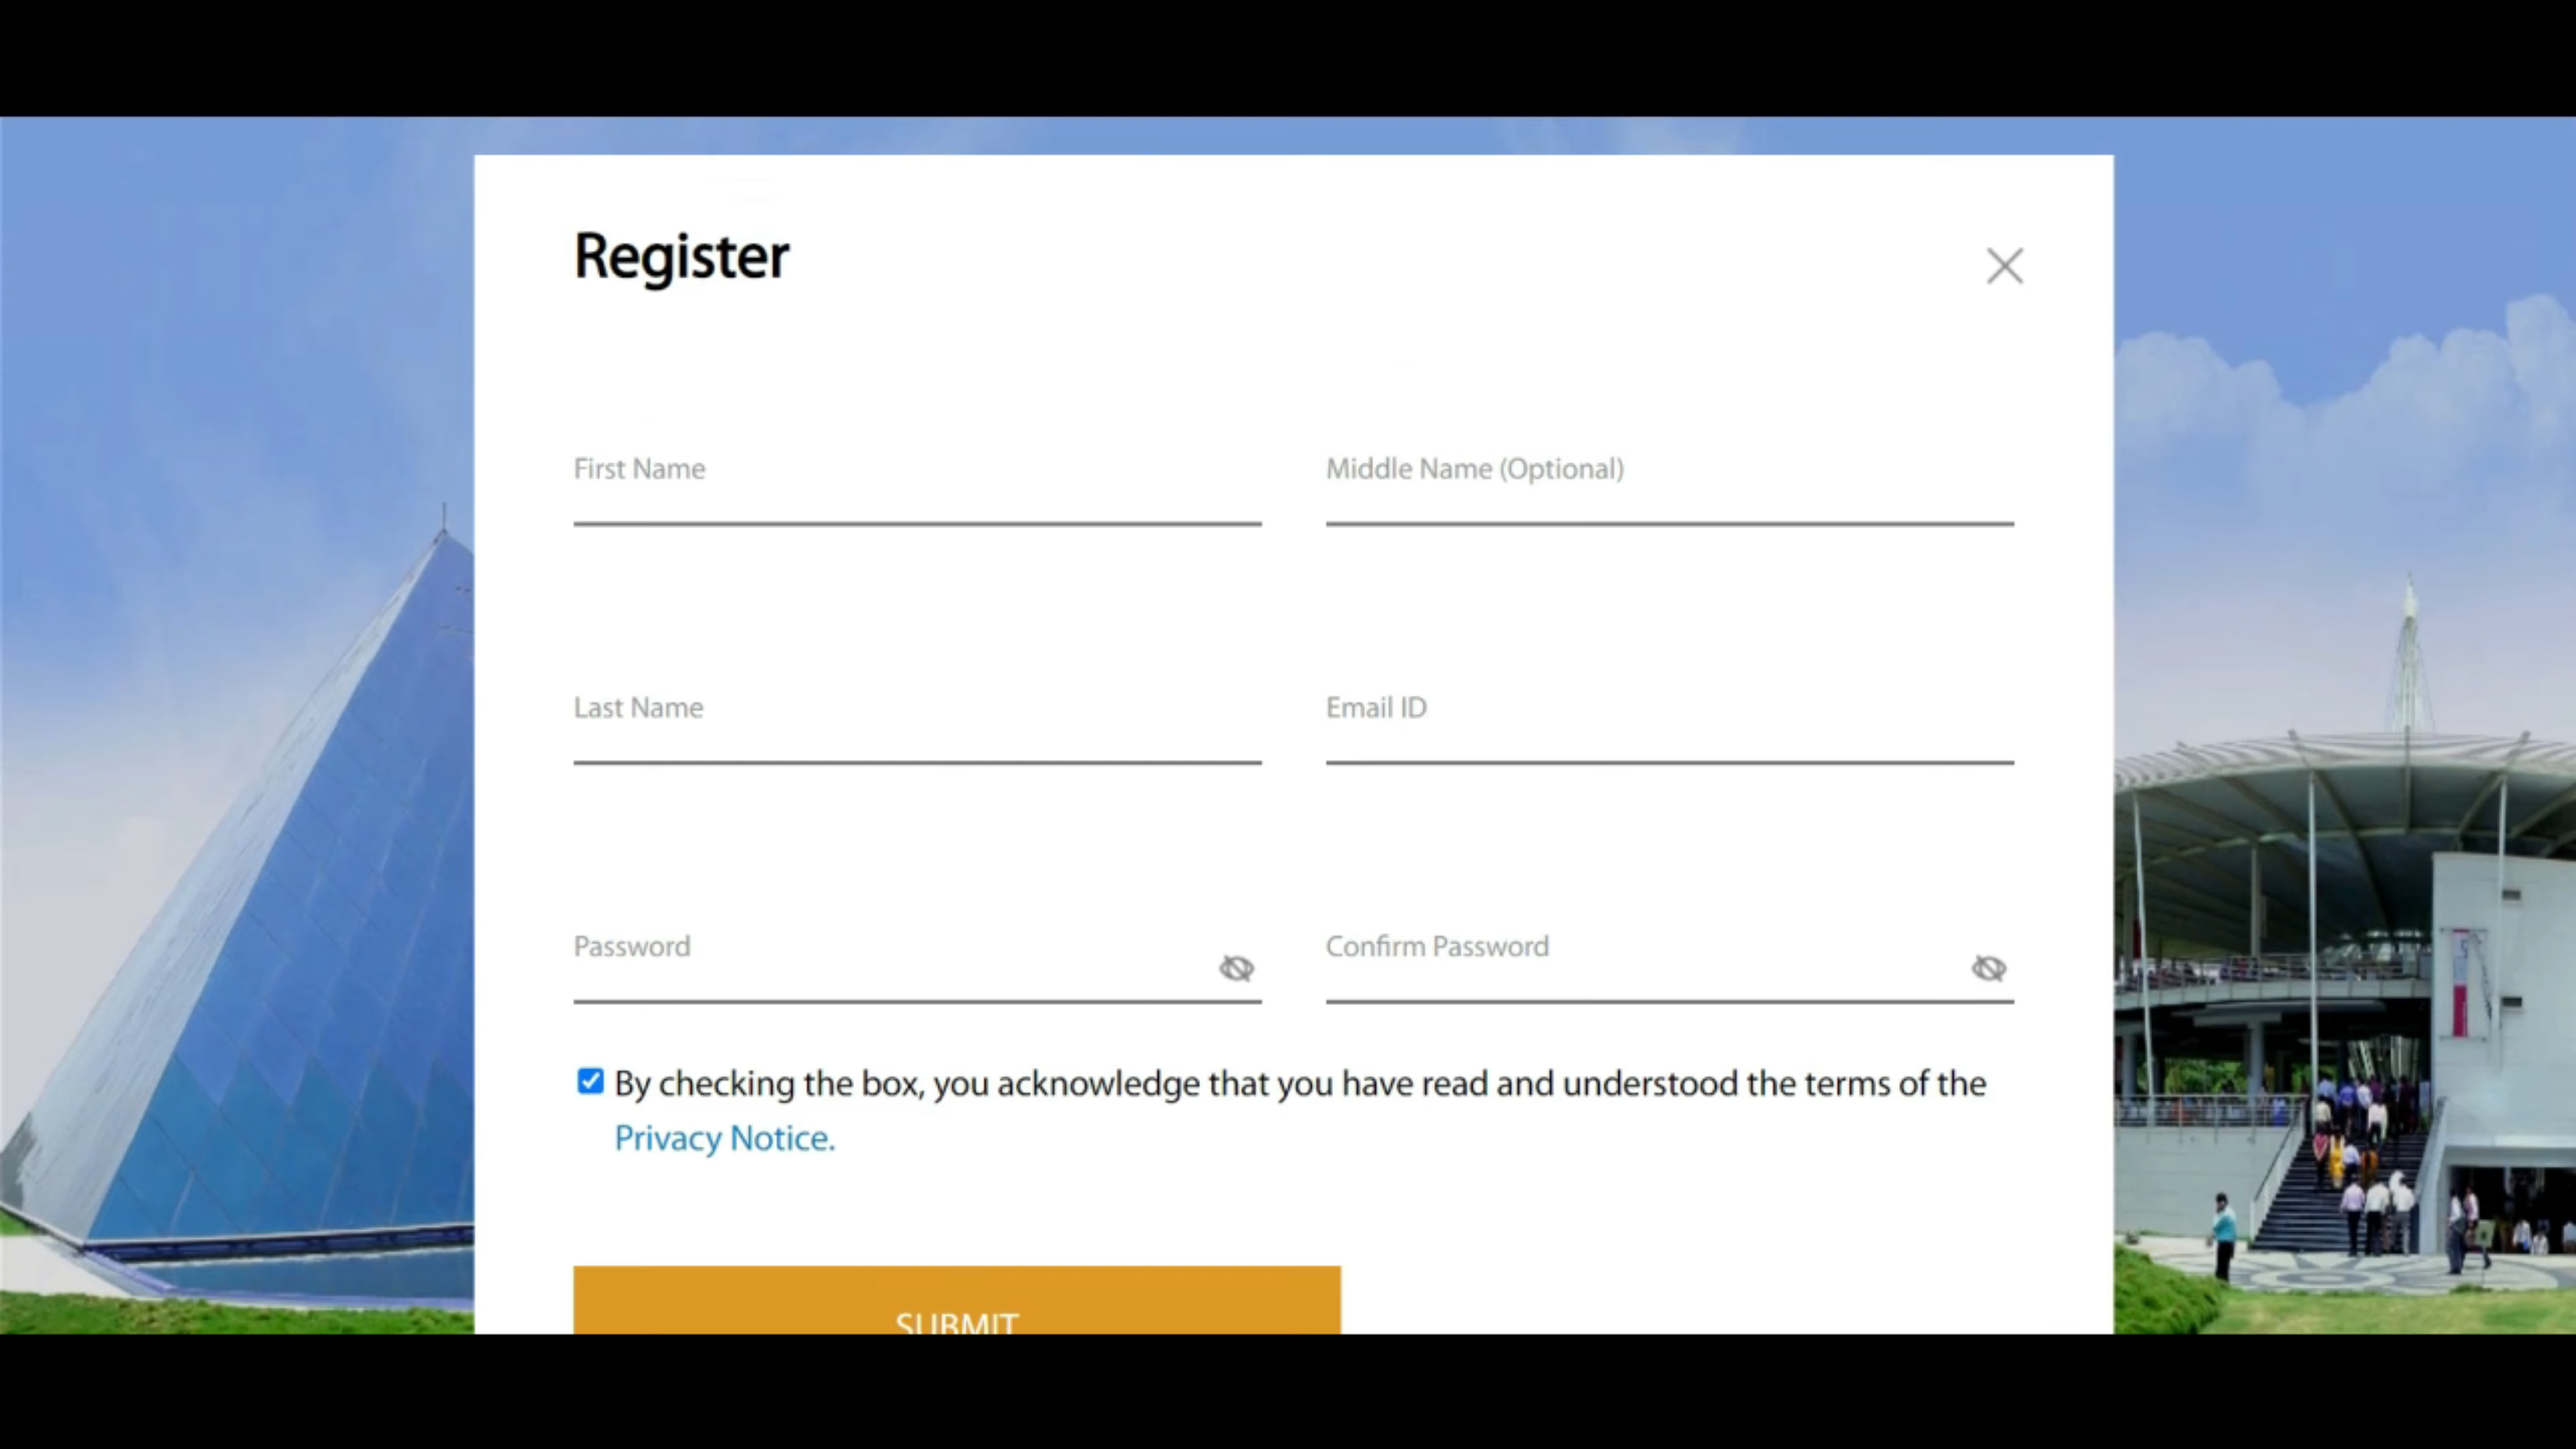 Register
First Name
Middle Name (Optional)
Last Name
Email ID
Password
Confirm Password
By checking the box, you acknowledge that you have read and understood the terms of the
Privacy Notice.
SUBMIT